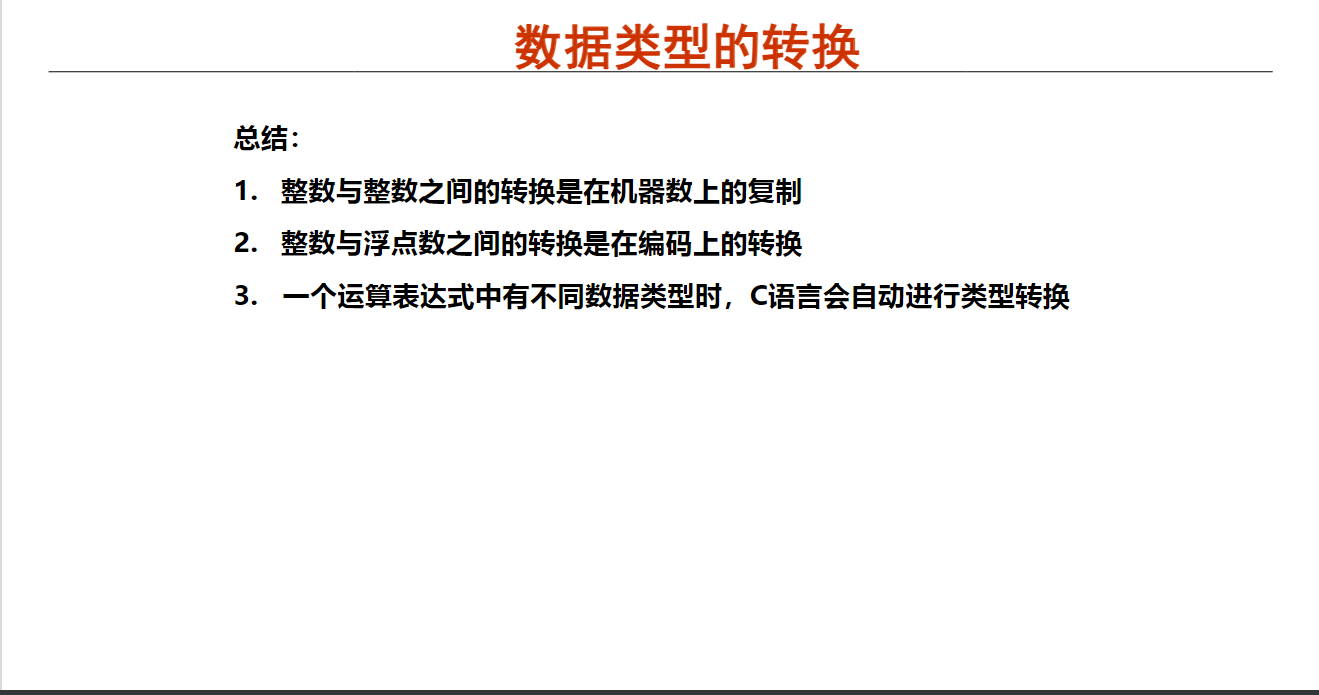 数据类型的转换
总结：
1. 整数与整数之间的转换是在机器数上的复制
2. 整数与浮点数之间的转换是在编码上的转换
3. 一个运算表达式中有不同数据类型时，C语言会自动进行类型转换